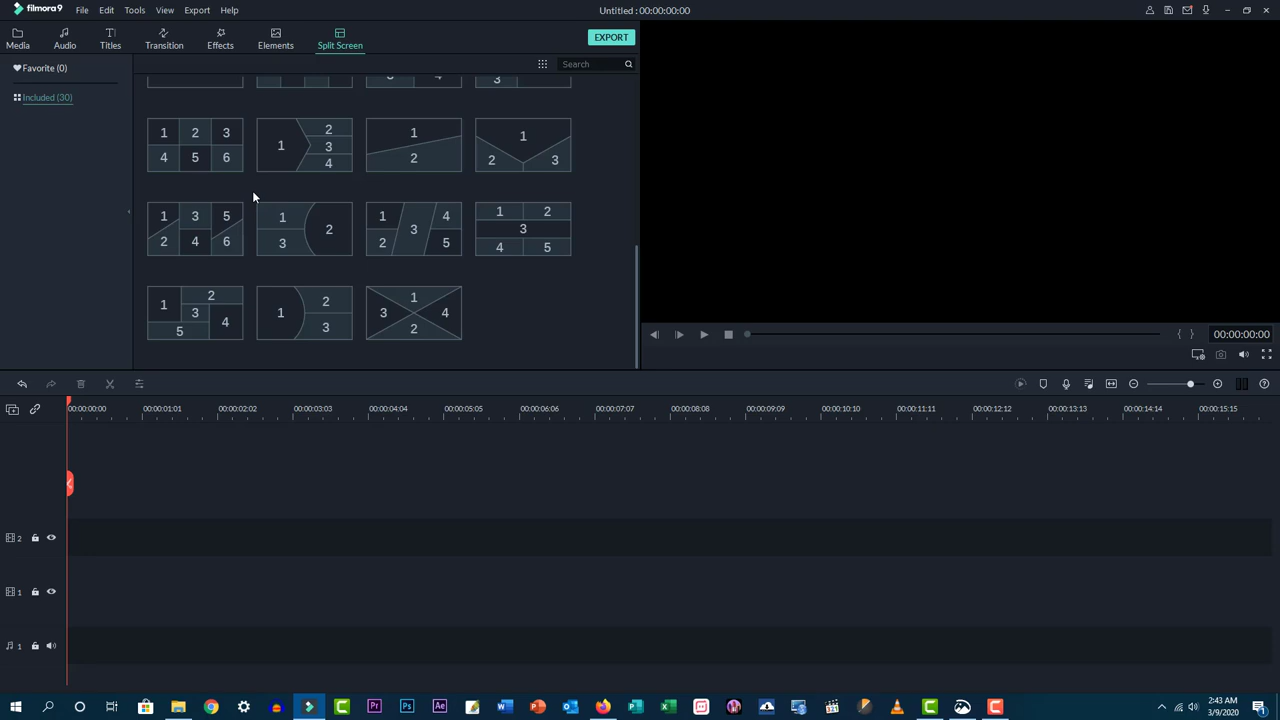 filmora9 File Edit Tools View Export Help Untitled : 00:00:00:00
Media Audio Titles Transition Effects Elements Split Screen EXPORT
Favorite (0)
Search
Included (30)
3 4 3
1 2 3 4 5 6
1 2 3 4
1 2
1 2 3
1 2 3 4 5 6
1 2 3
1 2 3 4 5
1 2 3 4 5
1 2 3 4 5
1 2 3
1 2 3 4
{ } 00:00:00:00
00:00:00:00 00:00:01:01 00:00:02:02 00:00:03:03 00:00:04:04 00:00:05:05 00:00:06:06 00:00:07:07 00:00:08:08 00:00:09:09 00:00:10:10 00:00:11:11 00:00:12:12 00:00:13:13 00:00:14:14 00:00:15:15
2
1
1
Pr Ps Ae
2:43 AM
3/9/2020